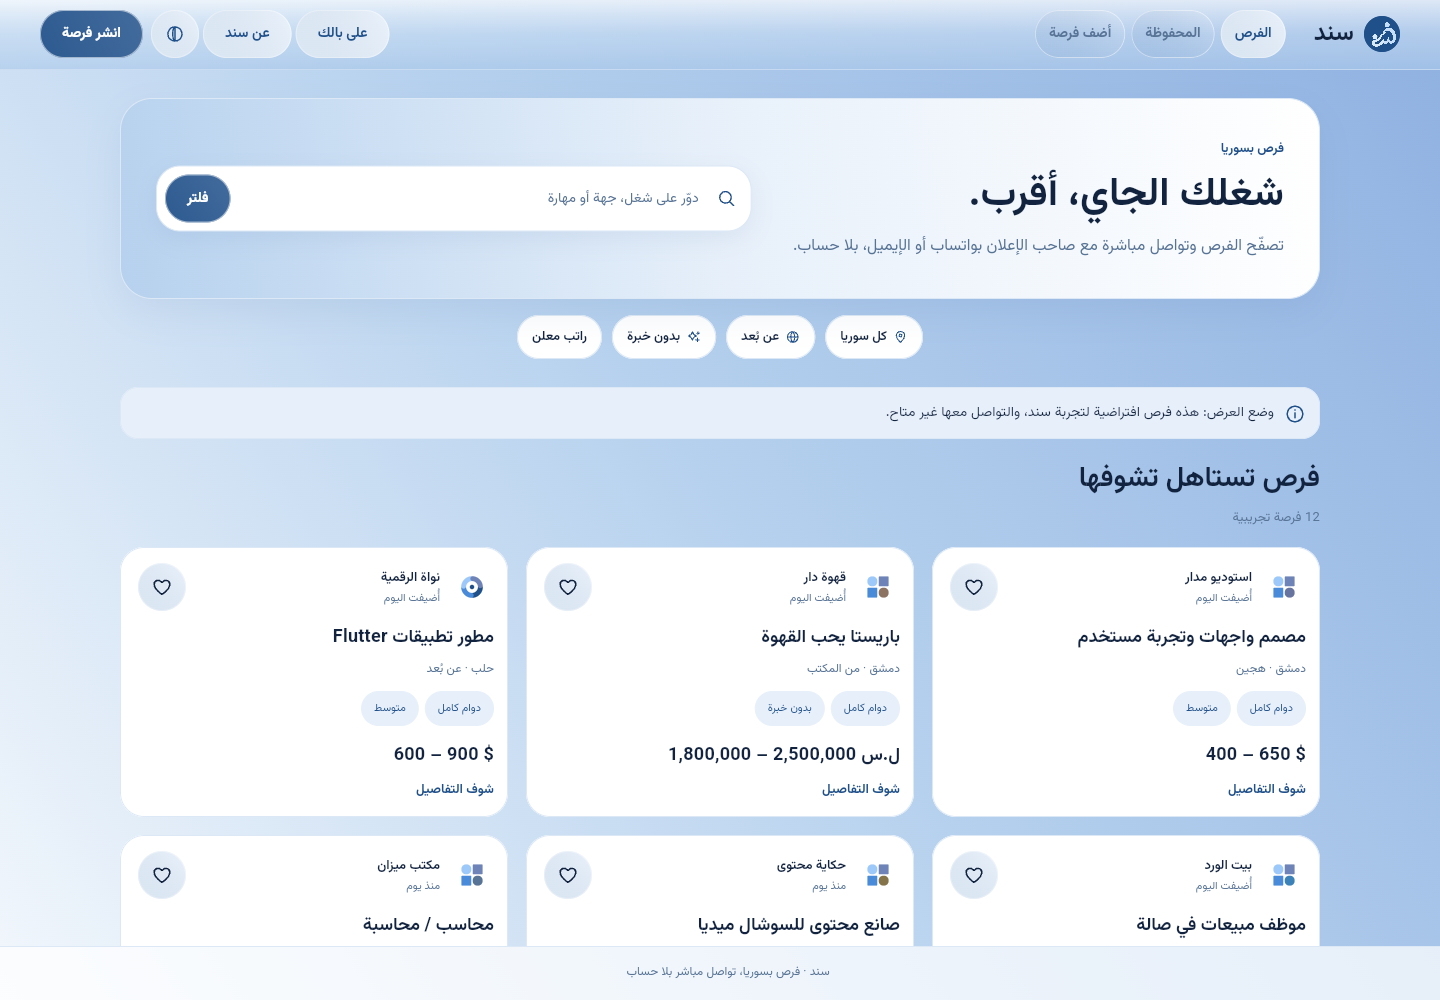 سند
الفرص
المحفوظة
أضف فرصة
على بالك
عن سند
انشر فرصة
فرص بسوريا
شغلك الجاي، أقرب.
تصفّح الفرص وتواصل مباشرة مع صاحب الإعلان بواتساب أو الإيميل، بلا حساب.
دوّر على شغل، جهة أو مهارة
فلتر
كل سوريا
عن بُعد
بدون خبرة
راتب معلن
وضع العرض: هذه فرص افتراضية لتجربة سند، والتواصل معها غير متاح.
فرص تستاهل تشوفها
12 فرصة تجريبية
استوديو مدار
أضيفت اليوم
مصمم واجهات وتجربة مستخدم
دمشق · هجين
دوام كامل
متوسط
400 – 650 $
شوف التفاصيل
قهوة دار
أضيفت اليوم
باريستا يحب القهوة
دمشق · من المكتب
دوام كامل
بدون خبرة
1,800,000 – 2,500,000 ل.س
شوف التفاصيل
نواة الرقمية
أضيفت اليوم
مطور تطبيقات Flutter
حلب · عن بُعد
دوام كامل
متوسط
600 – 900 $
شوف التفاصيل
بيت الورد
أضيفت اليوم
موظف مبيعات في صالة
حكاية محتوى
منذ يوم
صانع محتوى للسوشال ميديا
مكتب ميزان
منذ يوم
محاسب / محاسبة
سند · فرص بسوريا، تواصل مباشر بلا حساب